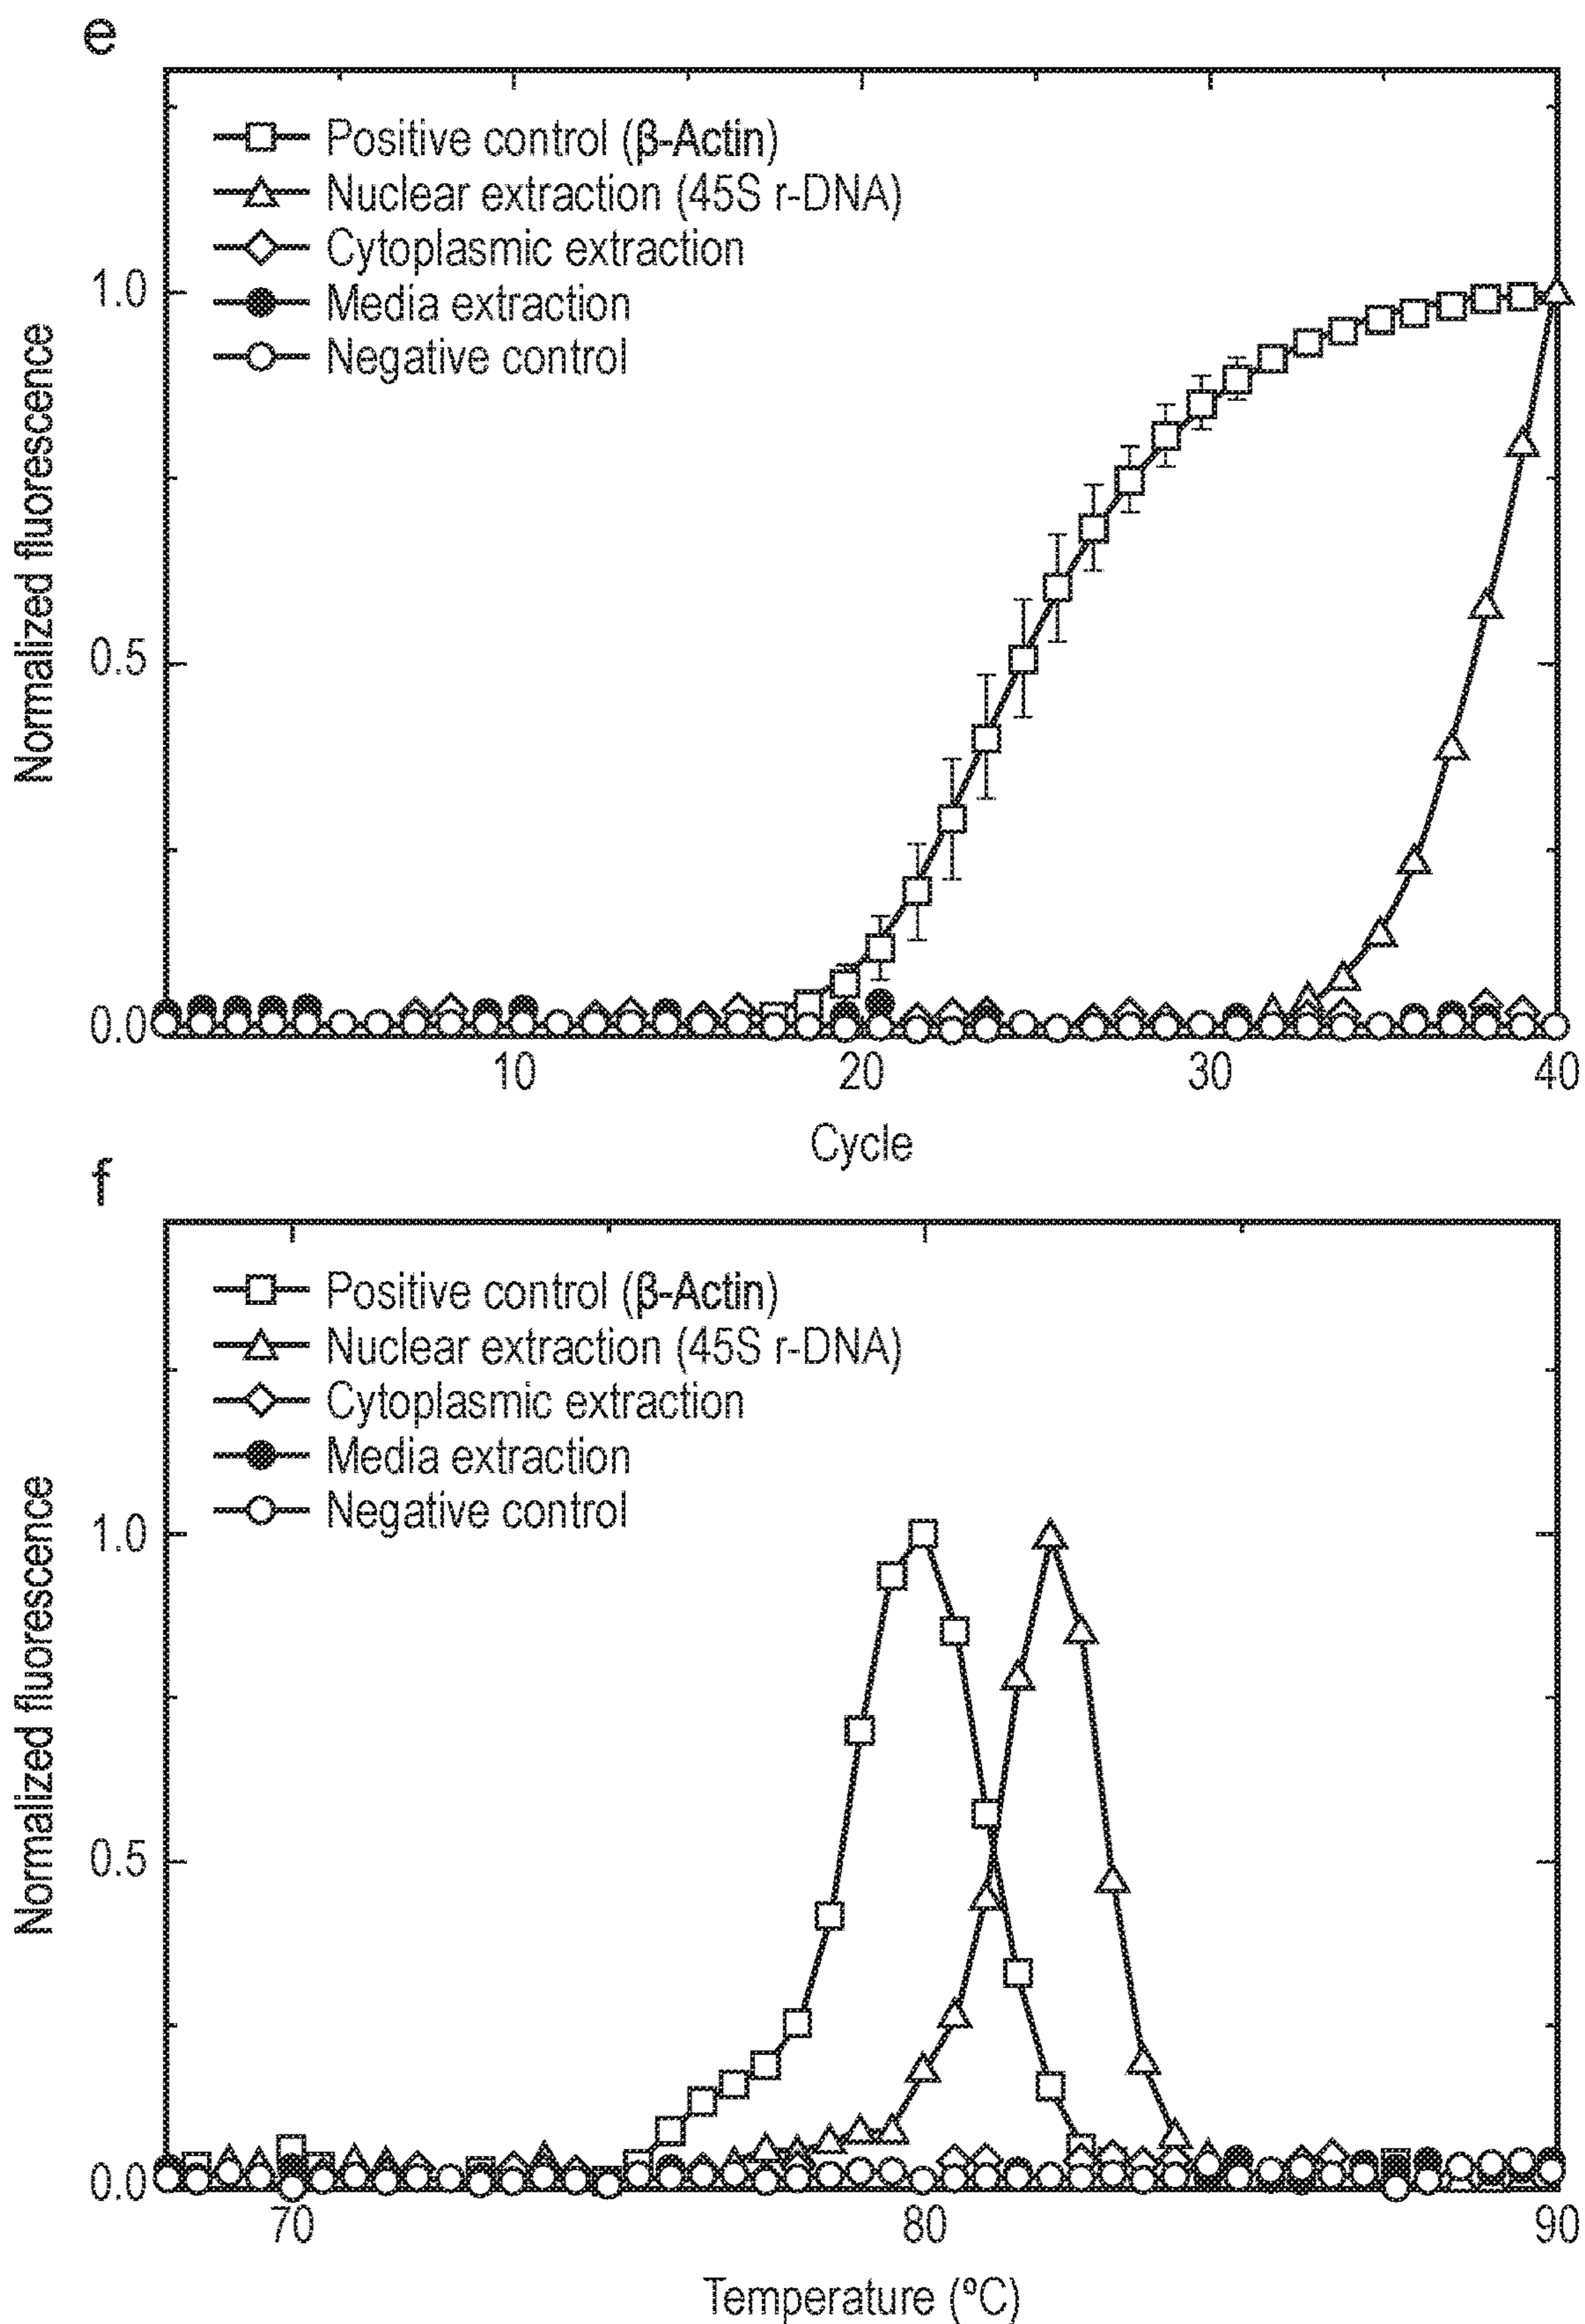 e
Positive control (β-Actin)
Nuclear extraction (45S r-DNA)
Cytoplasmic extraction
Media extraction
Negative control
Normalized fluorescence
1.0
0.5
0.0
10 20 30 40
Cycle
f
Positive control (β-Actin)
Nuclear extraction (45S r-DNA)
Cytoplasmic extraction
Media extraction
Negative control
Normalized fluorescence
1.0
0.5
0.0
70 80 90
Temperature (ºC)